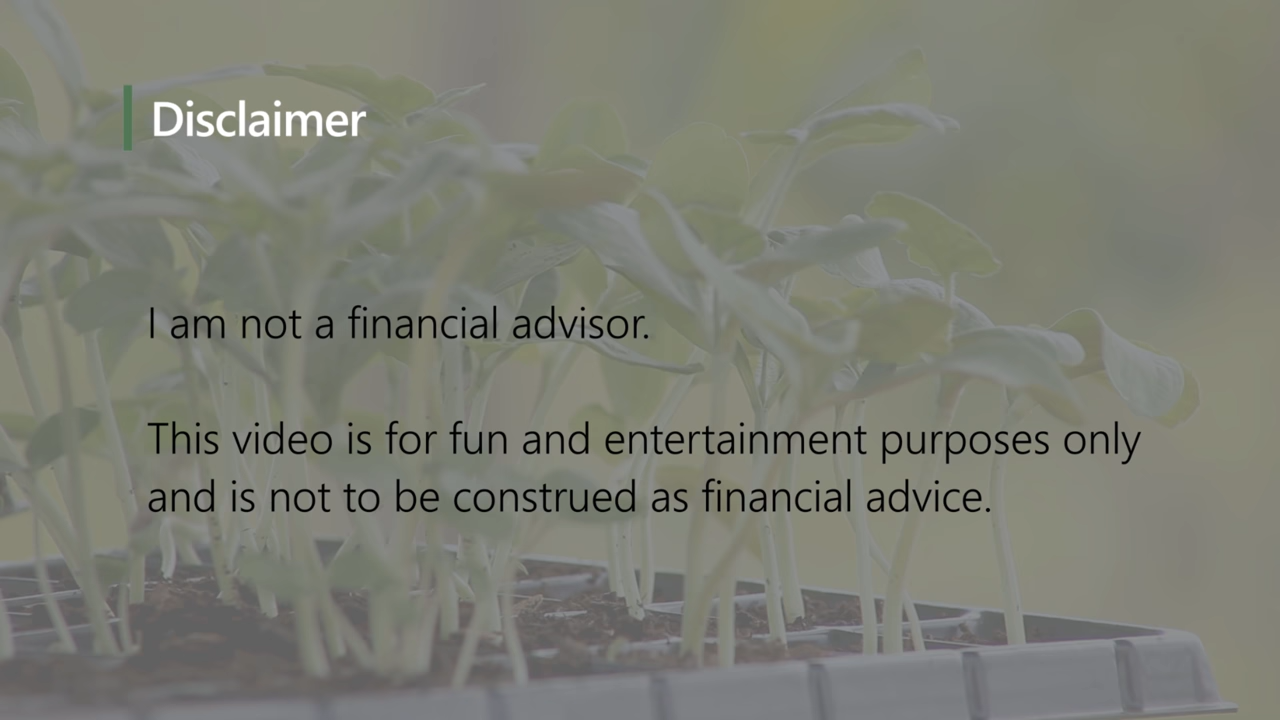 Disclaimer
I am not a financial advisor.
This video is for fun and entertainment purposes only
and is not to be construed as financial advice.